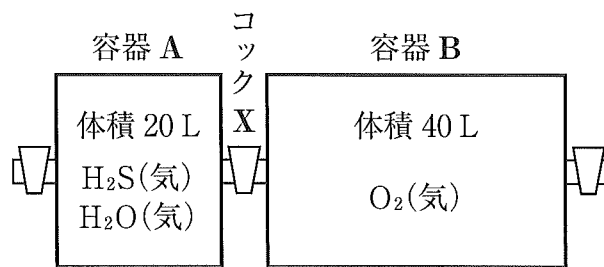 容器 A
コック X
容器 B
体積 20 L
H₂S(気)
H₂O(気)
体積 40 L
O₂(気)